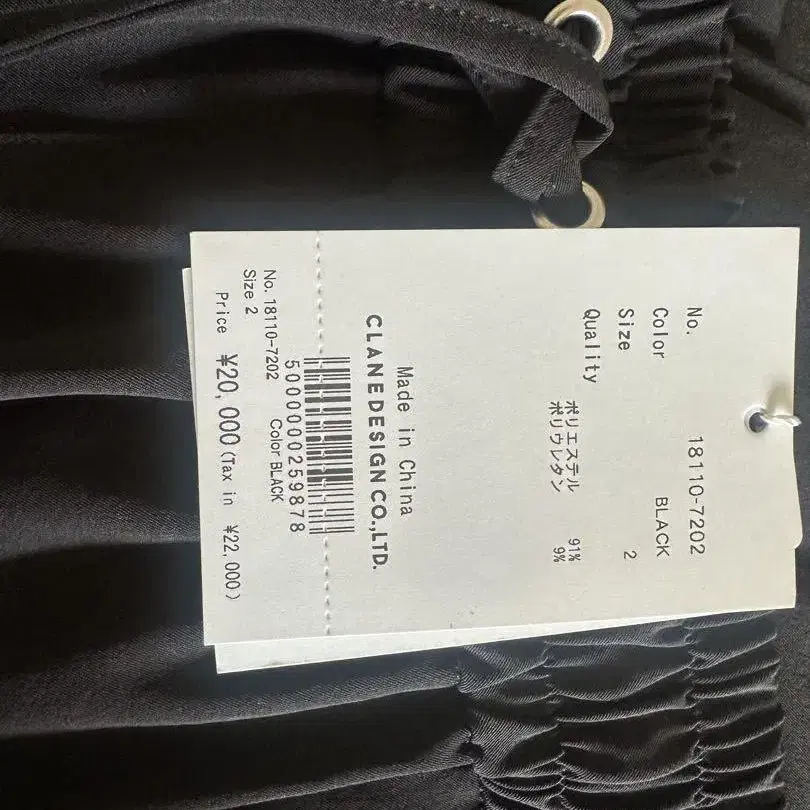 No. 18110-7202
Color BLACK
Size 2
Quality
ポリエステル 91%
ポリウレタン 9%
Made in China
CLANEDESIGN CO.,LTD.
5000000259878
No. 18110-7202 Color BLACK
Size 2
Price ¥20,000 (Tax in ¥22,000)